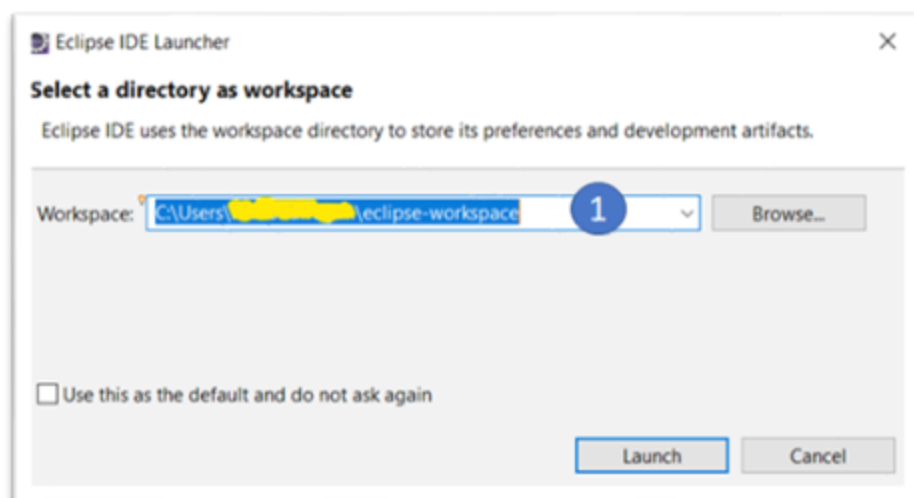 Eclipse IDE Launcher
Select a directory as workspace
Eclipse IDE uses the workspace directory to store its preferences and development artifacts.
Workspace: C:\Users\ \eclipse-workspace 1 Browse...
Use this as the default and do not ask again
Launch Cancel